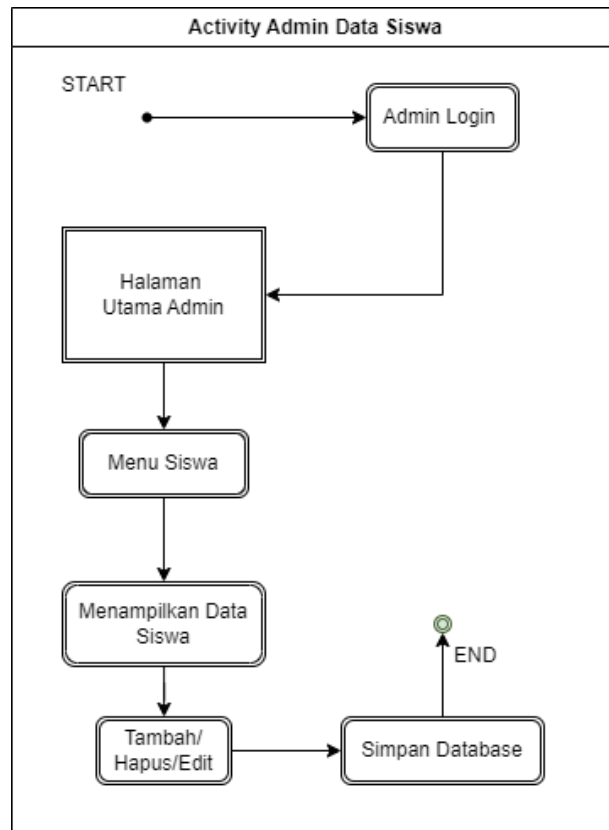 Activity Admin Data Siswa
START
Admin Login
Halaman
Utama Admin
Menu Siswa
Menampilkan Data
Siswa
END
Tambah/
Hapus/Edit
Simpan Database